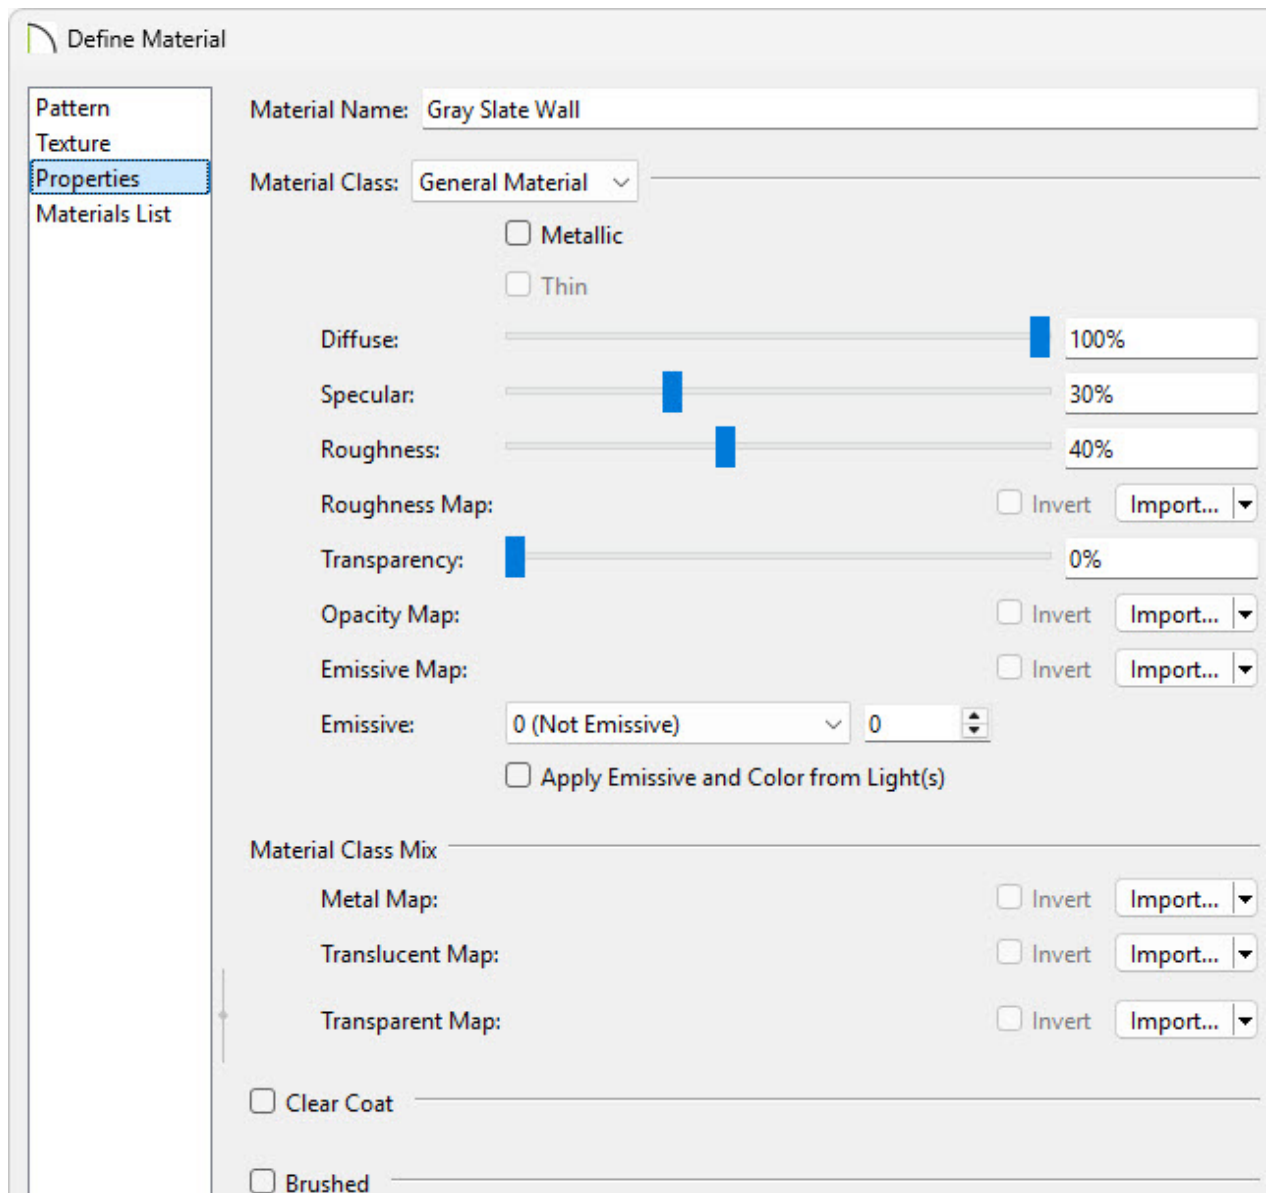 Define Material
Pattern
Texture
Properties
Materials List
Material Name: Gray Slate Wall
Material Class: General Material
Metallic
Thin
Diffuse: 100%
Specular: 30%
Roughness: 40%
Roughness Map: Invert Import...
Transparency: 0%
Opacity Map: Invert Import...
Emissive Map: Invert Import...
Emissive: 0 (Not Emissive) 0
Apply Emissive and Color from Light(s)
Material Class Mix
Metal Map: Invert Import...
Translucent Map: Invert Import...
Transparent Map: Invert Import...
Clear Coat
Brushed